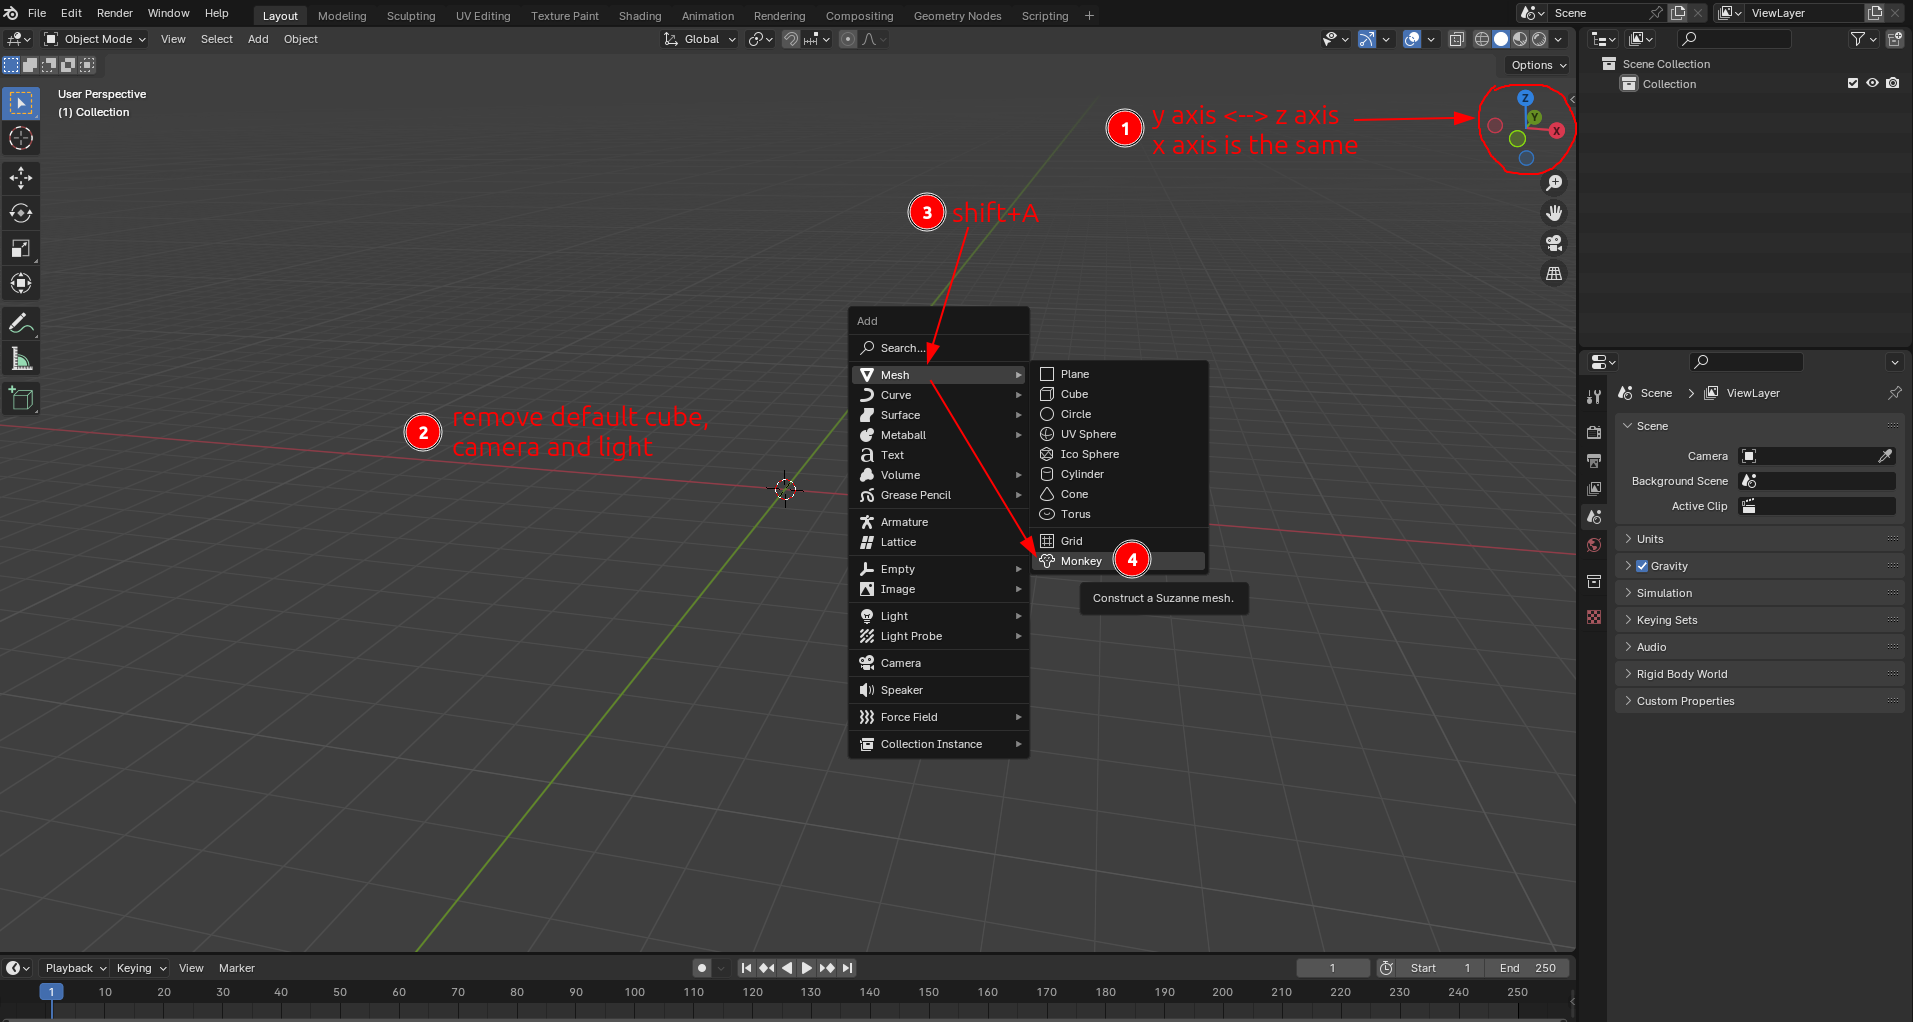 File Edit Render Window Help Layout Modeling Sculpting UV Editing Texture Paint Shading Animation Rendering Compositing Geometry Nodes Scripting + Scene ViewLayer
Object Mode View Select Add Object Global
Options
User Perspective
(1) Collection
Z
Y
X
1 y axis <--> z axis
x axis is the same
3 shift+A
2 remove default cube,
camera and light
Add
Search...
Mesh
Curve
Surface
Metaball
Text
Volume
Grease Pencil
Armature
Lattice
Empty
Image
Light
Light Probe
Camera
Speaker
Force Field
Collection Instance
Plane
Cube
Circle
UV Sphere
Ico Sphere
Cylinder
Cone
Torus
Grid
Monkey 4
Construct a Suzanne mesh.
Scene Collection
Collection
Scene ViewLayer
Scene
Camera
Background Scene
Active Clip
Units
Gravity
Simulation
Keying Sets
Audio
Rigid Body World
Custom Properties
Playback Keying View Marker 1 Start 1 End 250
1 10 20 30 40 50 60 70 80 90 100 110 120 130 140 150 160 170 180 190 200 210 220 230 240 250